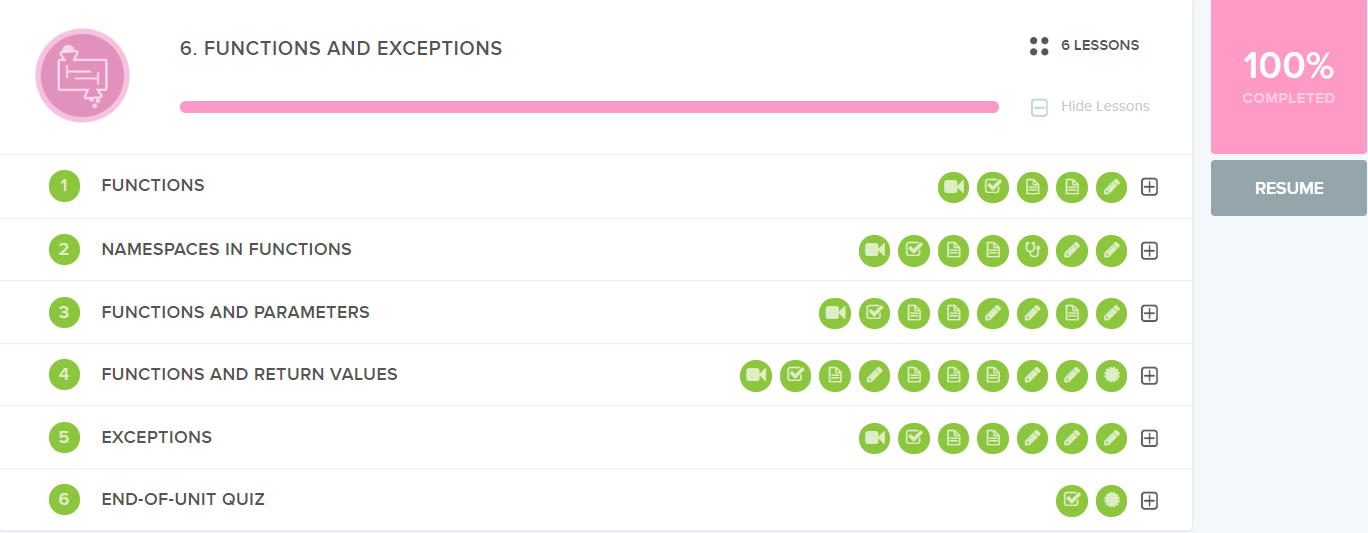 6. FUNCTIONS AND EXCEPTIONS
6 LESSONS
Hide Lessons
100%
COMPLETED
RESUME
1 FUNCTIONS
2 NAMESPACES IN FUNCTIONS
3 FUNCTIONS AND PARAMETERS
4 FUNCTIONS AND RETURN VALUES
5 EXCEPTIONS
6 END-OF-UNIT QUIZ